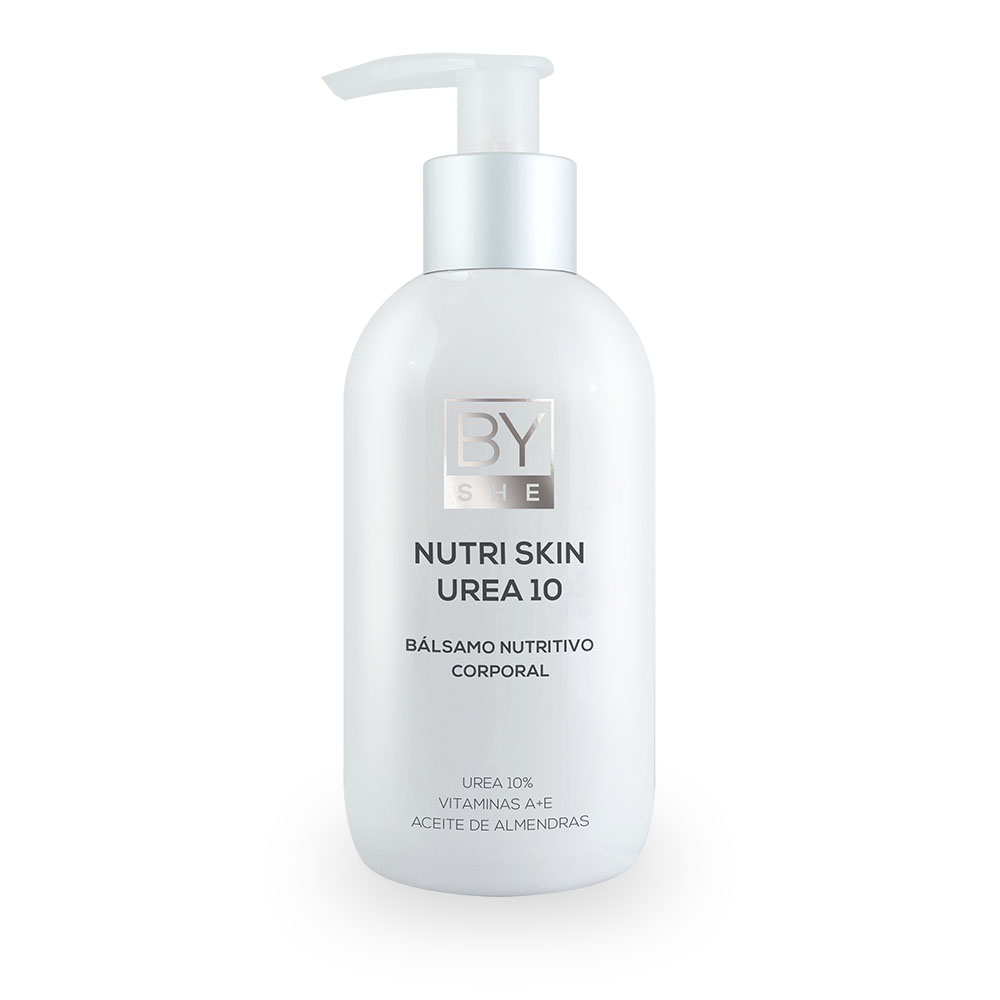 BY
SHE
NUTRI SKIN
UREA 10
BÁLSAMO NUTRITIVO
CORPORAL
UREA 10%
VITAMINAS A+E
ACEITE DE ALMENDRAS